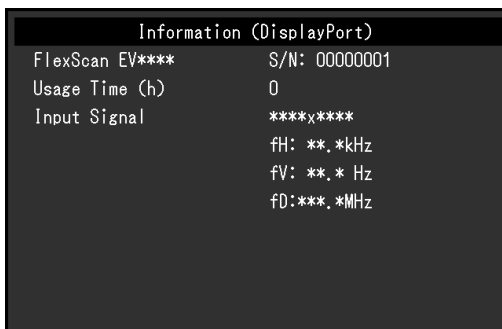 Information (DisplayPort)
FlexScan EV**** S/N: 00000001
Usage Time (h) 0
Input Signal ****x****
fH: **.*kHz
fV: **.* Hz
fD:***.*MHz